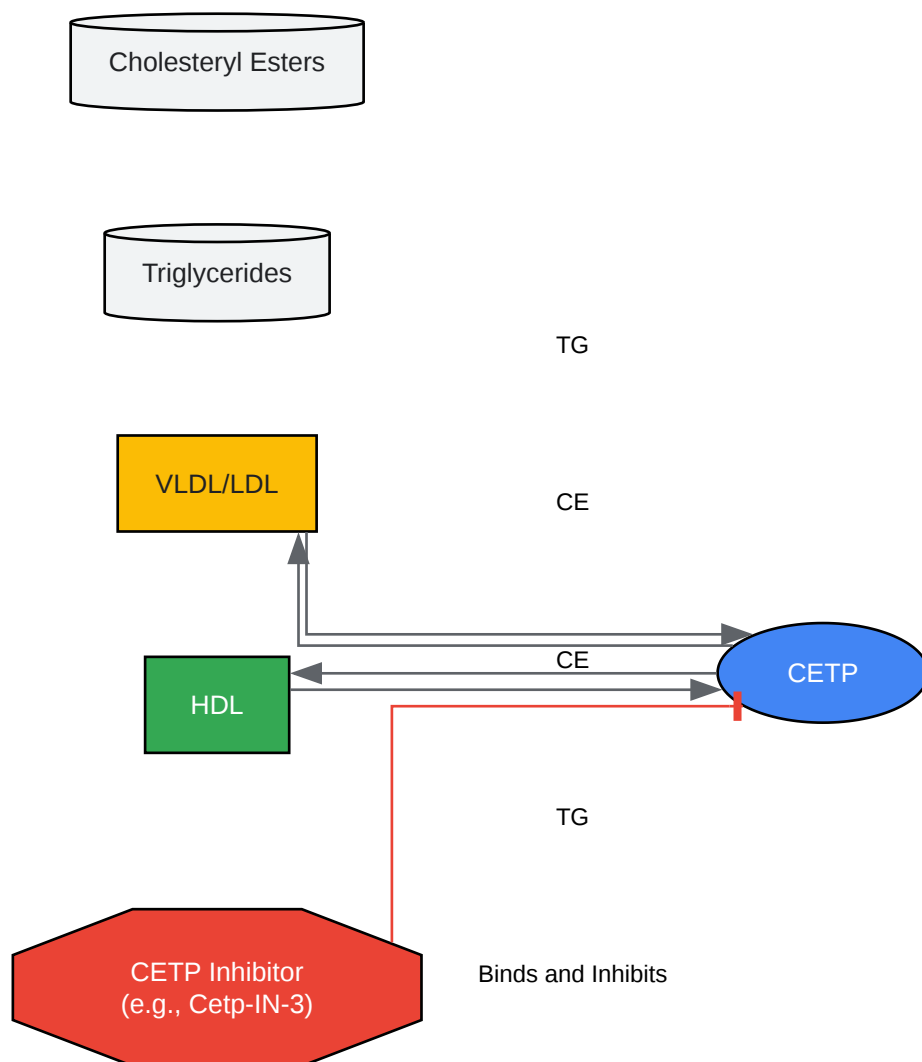 Cholesteryl Esters
Triglycerides
TG
VLDL/LDL
CE
CE
CETP
HDL
TG
CETP Inhibitor
(e.g., Cetp-IN-3)
Binds and Inhibits